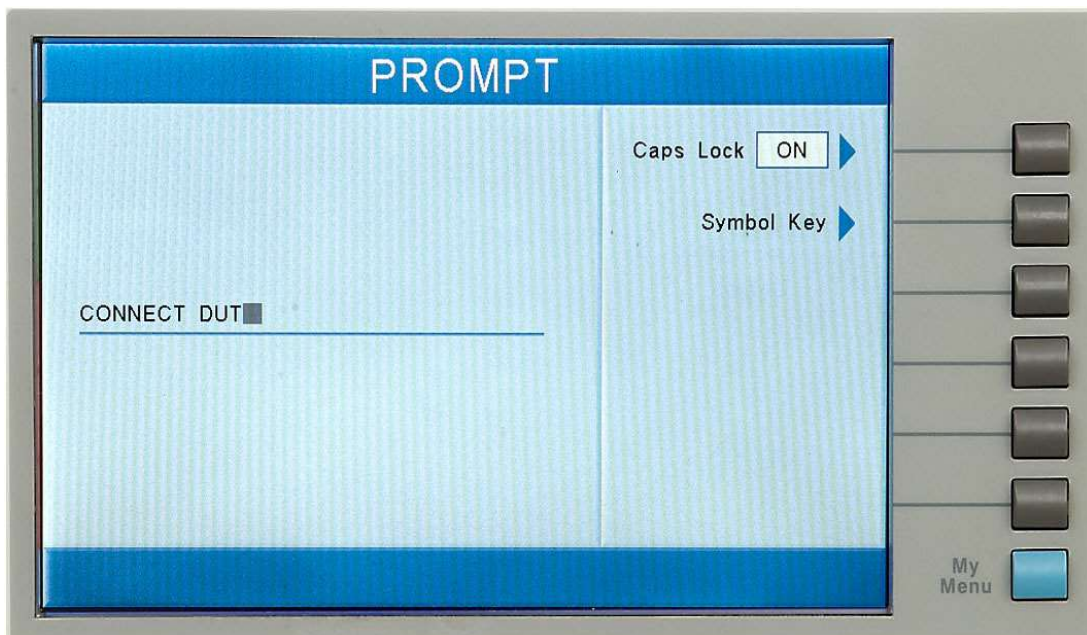 PROMPT
Caps Lock ON
Symbol Key
CONNECT DUT
My
Menu